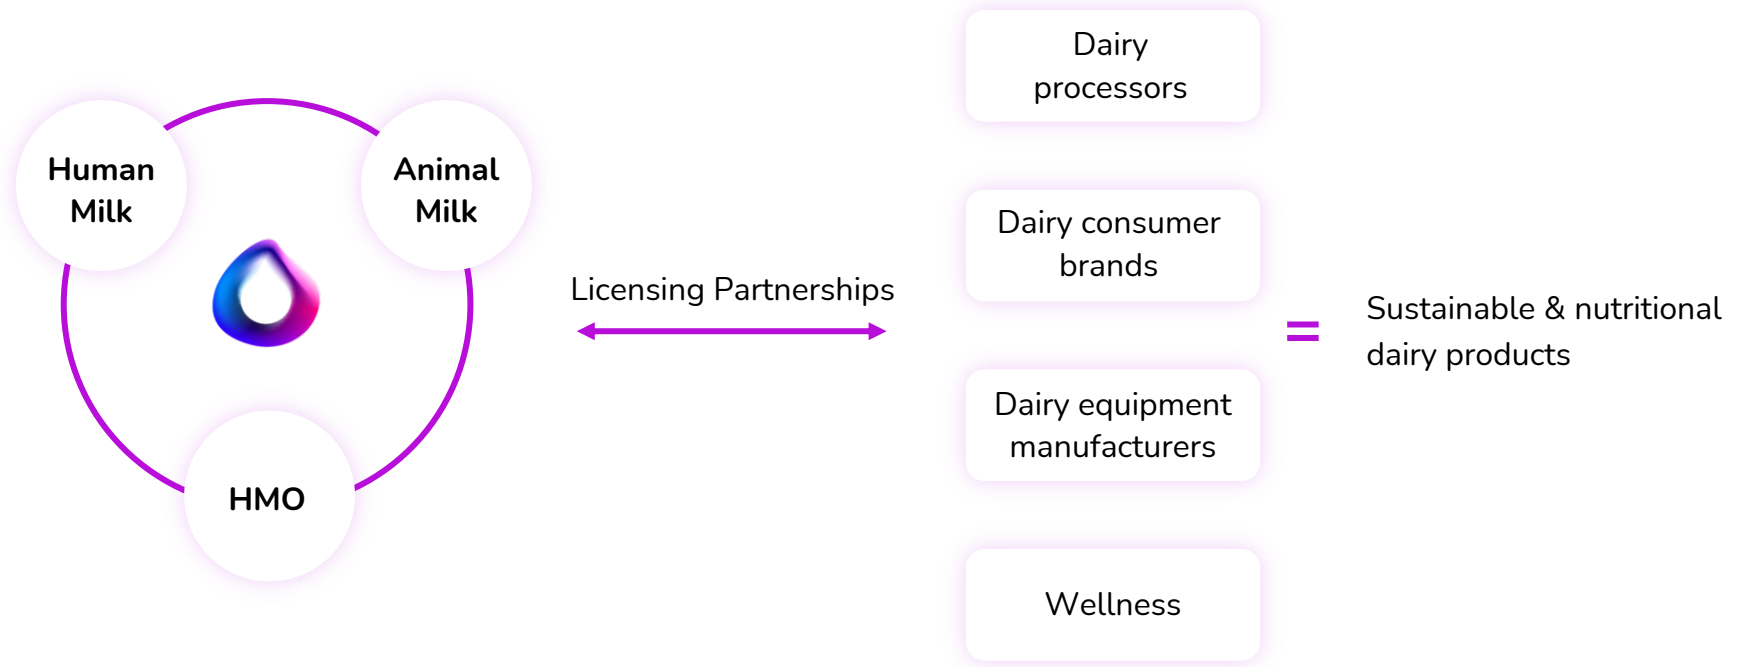 Human
Milk
Animal
Milk
HMO
Licensing Partnerships
Dairy
processors
Dairy consumer
brands
Dairy equipment
manufacturers
Wellness
=
Sustainable & nutritional
dairy products